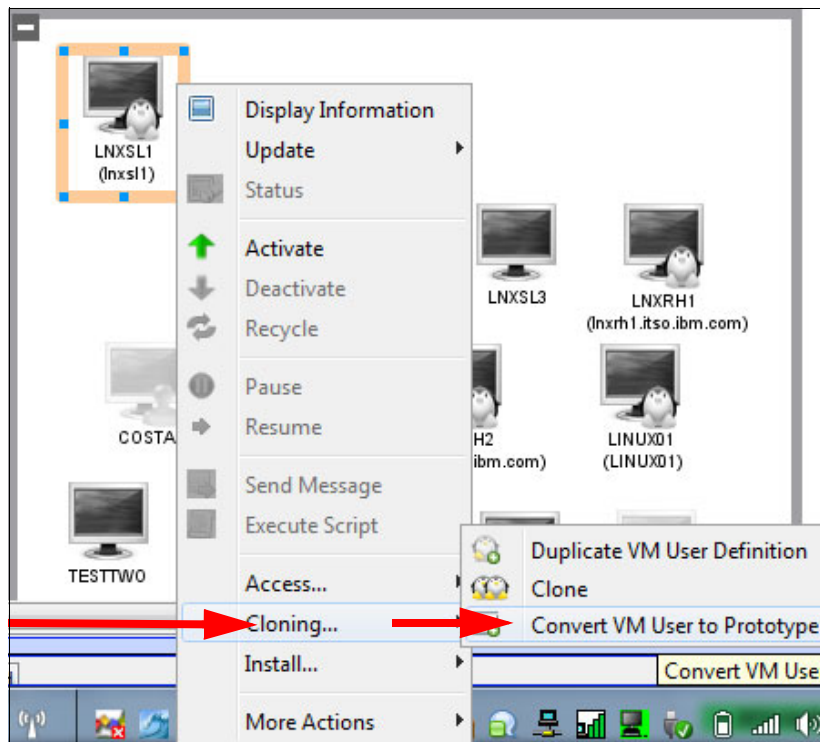 LNXSL1
(lnxsl1)
Display Information
Update
Status
Activate
Deactivate
Recycle
Pause
Resume
Send Message
Execute Script
Access...
Cloning...
Install...
More Actions
LNXSL3
LNXRH1
(lnxrh1.itso.ibm.com)
COSTA
H2
ibm.com)
LINUX01
(LINUX01)
TESTTWO
Duplicate VM User Definition
Clone
Convert VM User to Prototype
Convert VM Use